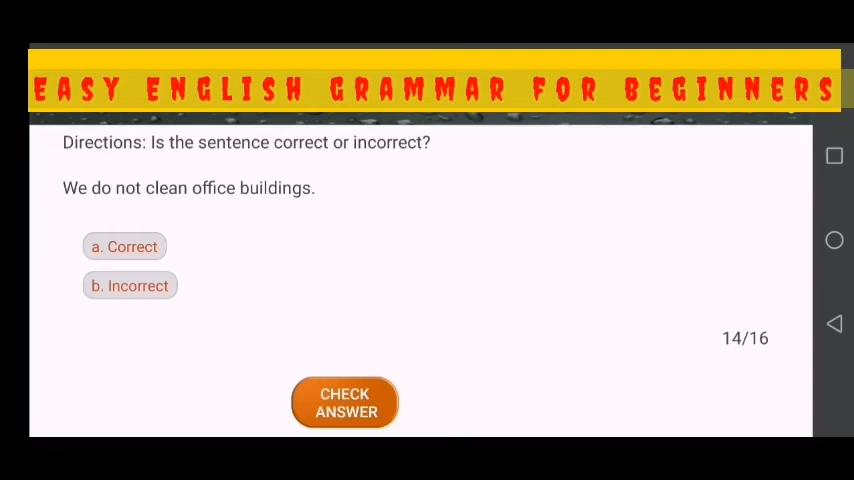 EASY ENGLISH GRAMMAR FOR BEGINNERS
Directions: Is the sentence correct or incorrect?
We do not clean office buildings.
a. Correct
b. Incorrect
14/16
CHECK
ANSWER